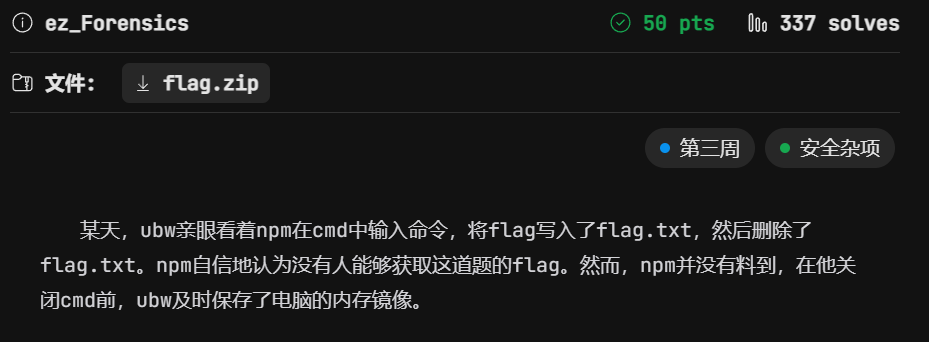 ez_Forensics 50 pts 337 solves
文件： flag.zip
第三周 安全杂项
某天，ubw亲眼看着npm在cmd中输入命令，将flag写入了flag.txt，然后删除了
flag.txt。npm自信地认为没有人能够获取这道题的flag。然而，npm并没有料到，在他关
闭cmd前，ubw及时保存了电脑的内存镜像。